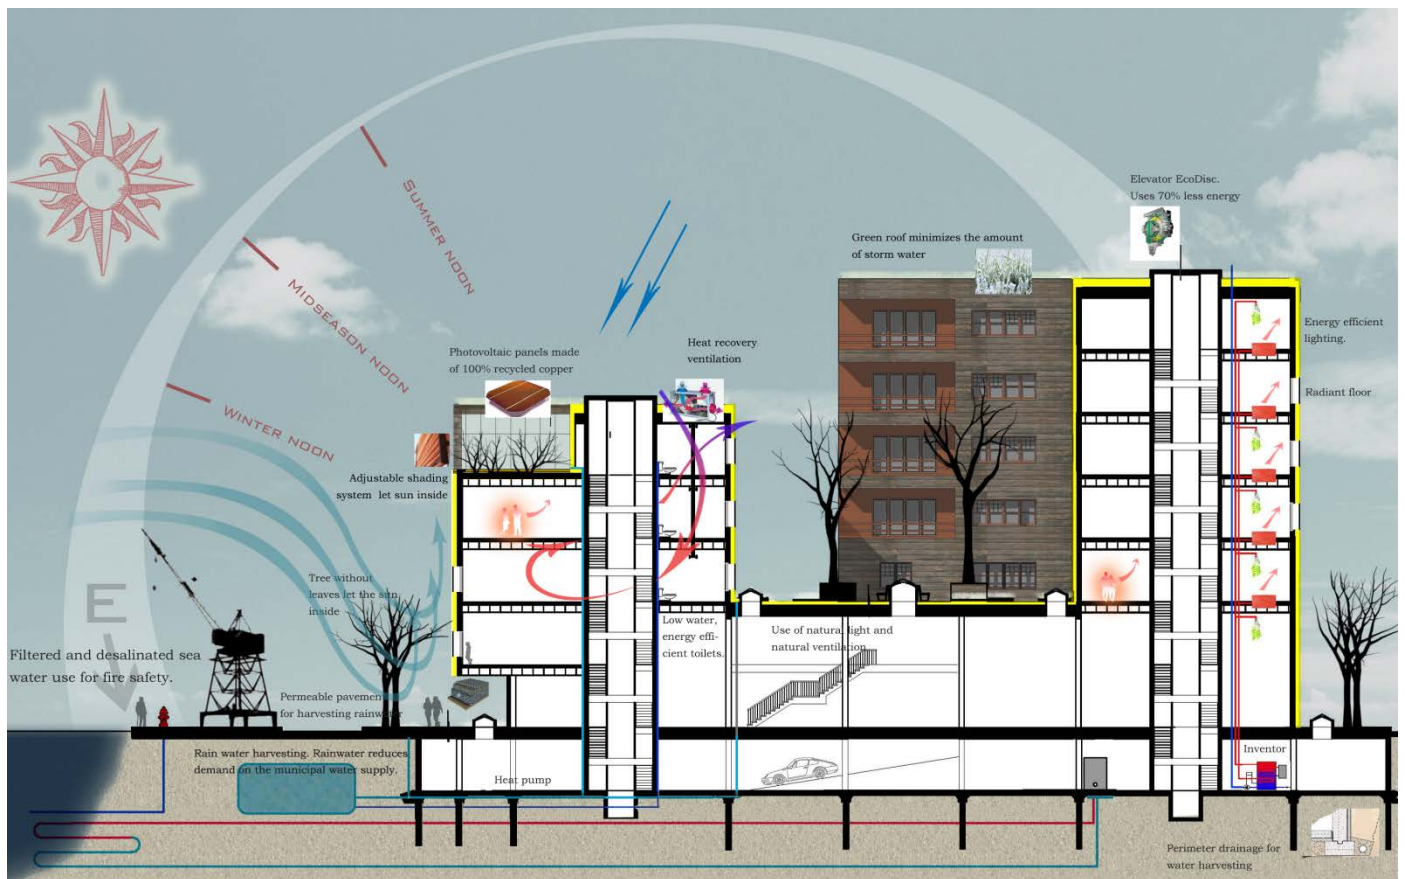 Elevator EcoDisc.
Uses 70% less energy
SUMMER NOON
Green roof minimizes the amount
of storm water
MIDSEASON NOON
Energy efficient
lighting.
Heat recovery
ventilation
Photovoltaic panels made
of 100% recycled copper
Radiant floor
WINTER NOON
Adjustable shading
system let sun inside
Tree without
leaves let the sun
inside
E
Low water,
energy effi-
cient toilets.
Use of natural light and
natural ventilation
Filtered and desalinated sea
water use for fire safety.
Permeable pavement
for harvesting rainwater
Rain water harvesting. Rainwater reduces
demand on the municipal water supply.
Heat pump
Inventor
Perimeter drainage for
water harvesting